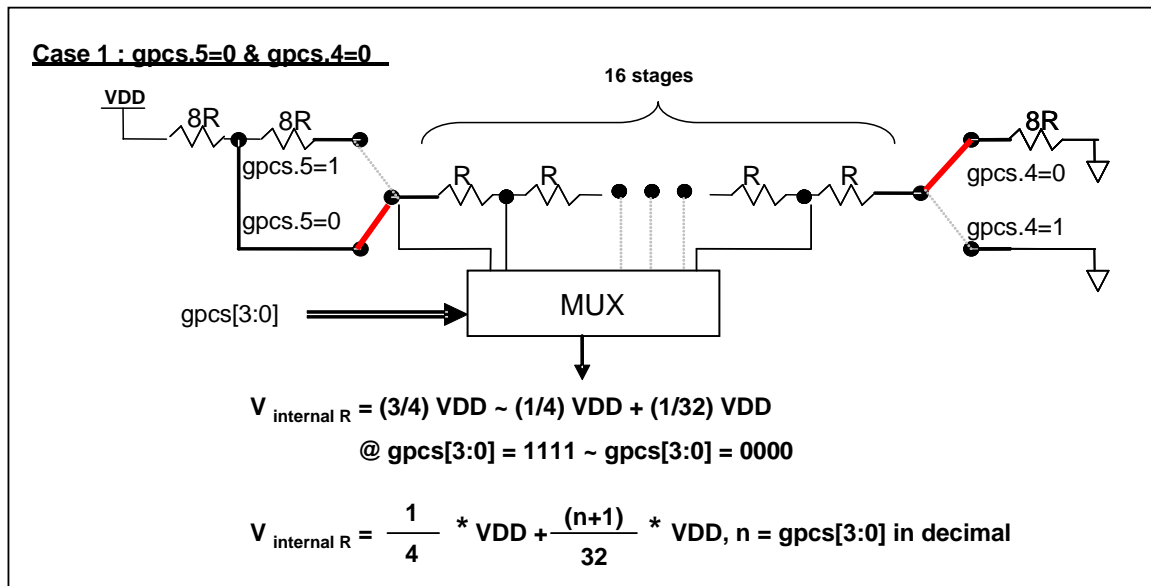 Case 1 : gpcs.5=0 & gpcs.4=0
16 stages
VDD
8R
8R
8R
gpcs.5=1
gpcs.4=0
R
R
R
R
gpcs.5=0
gpcs.4=1
gpcs[3:0]
MUX
V internal R = (3/4) VDD ~ (1/4) VDD + (1/32) VDD
@ gpcs[3:0] = 1111 ~ gpcs[3:0] = 0000
V internal R = 1/4 * VDD + (n+1)/32 * VDD, n = gpcs[3:0] in decimal